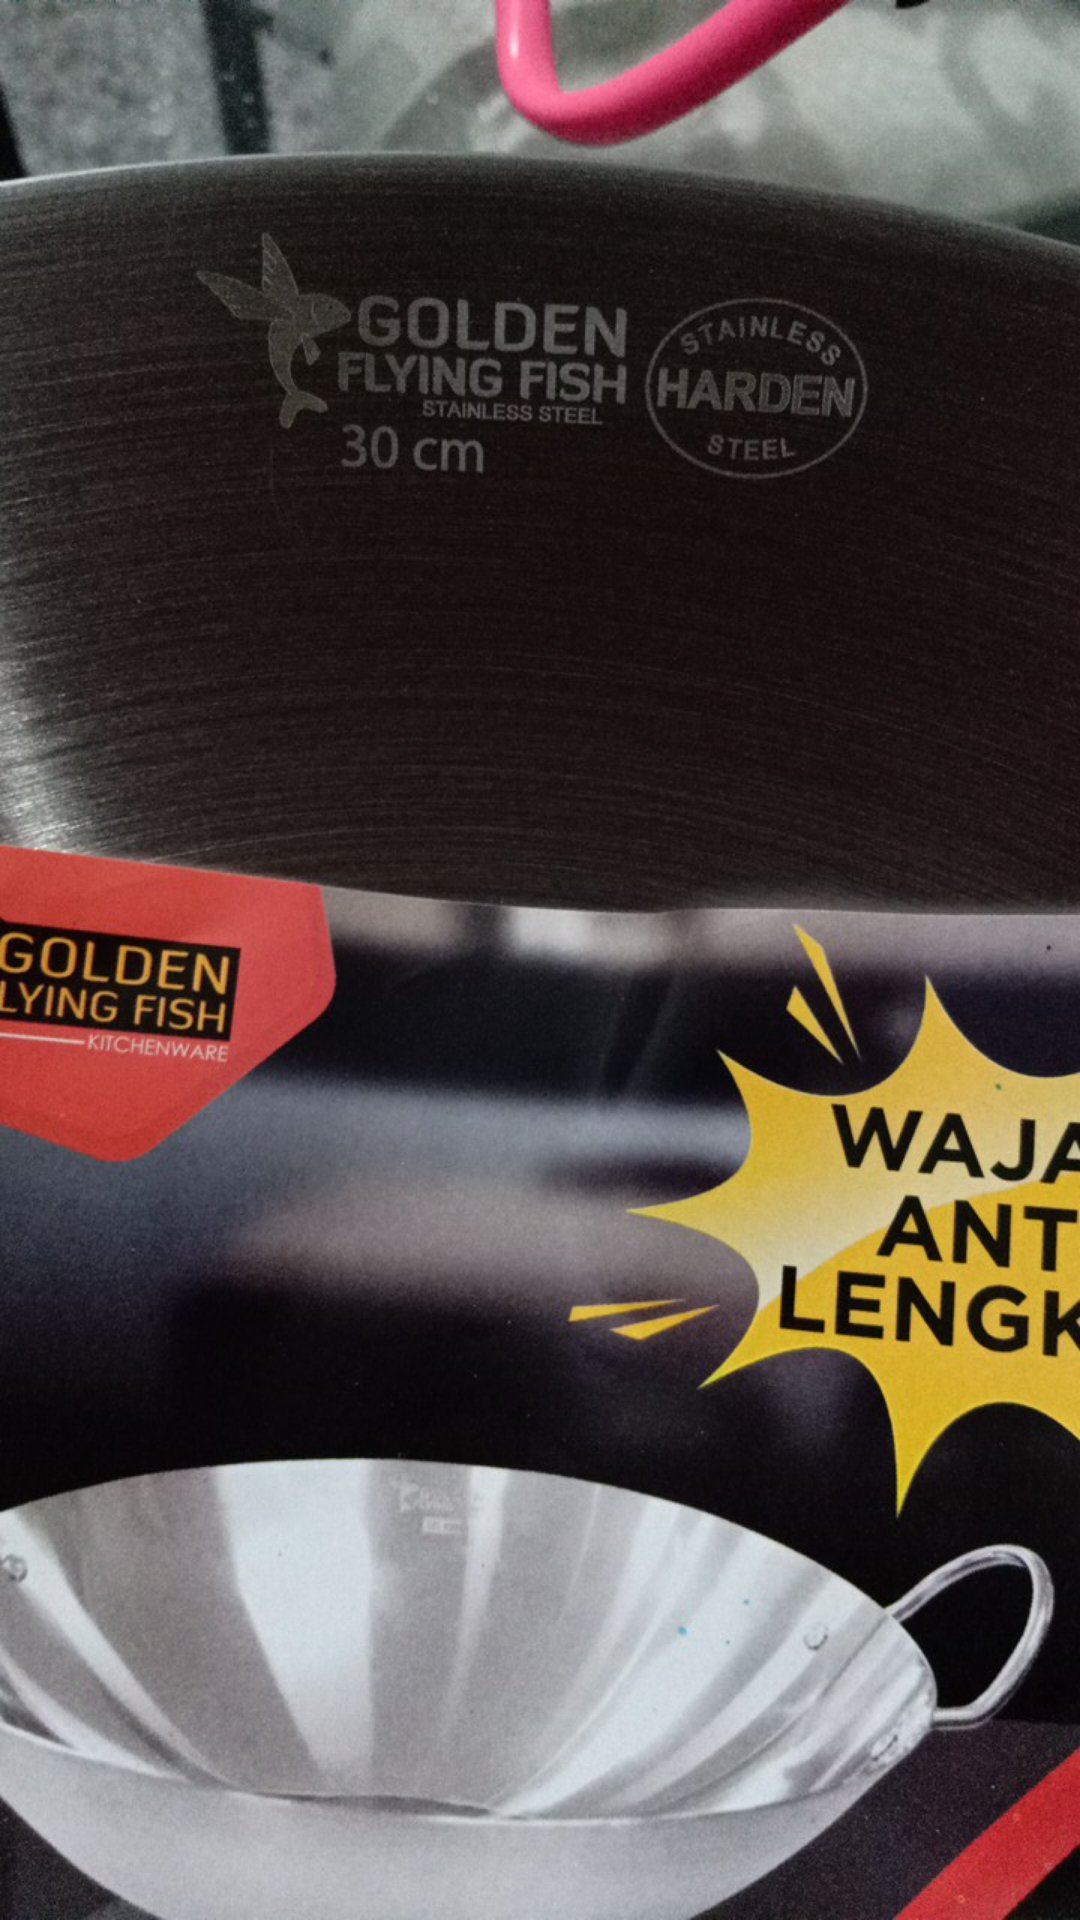 GOLDEN
FLYING FISH
STAINLESS STEEL
30 cm
STAINLESS
HARDEN
STEEL
GOLDEN
LYING FISH
KITCHENWARE
WAJA
ANT
LENGK